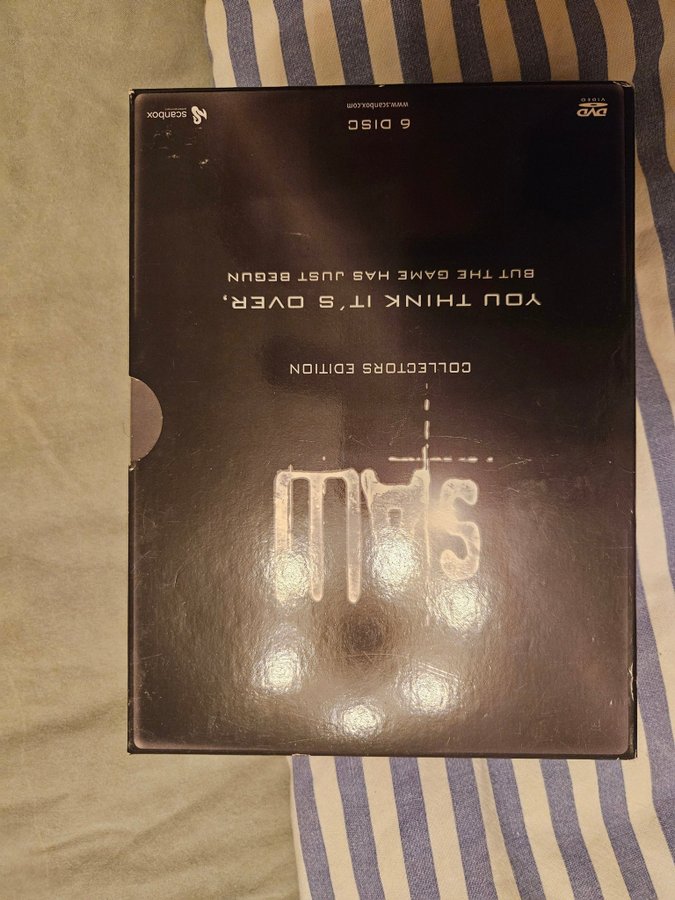 SAW
COLLECTORS EDITION
YOU THINK IT'S OVER,
BUT THE GAME HAS JUST BEGUN
DVD
VIDEO
6 DISC
www.scanbox.com
scanbox